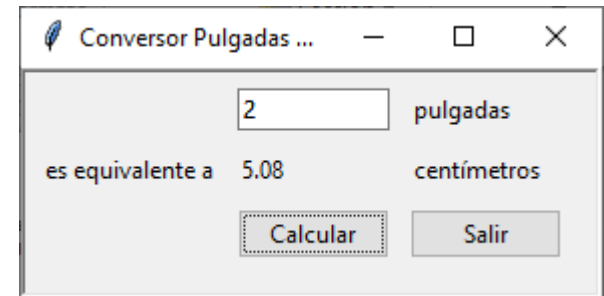 Conversor Pulgadas ...
2 pulgadas
es equivalente a 5.08 centímetros
Calcular Salir